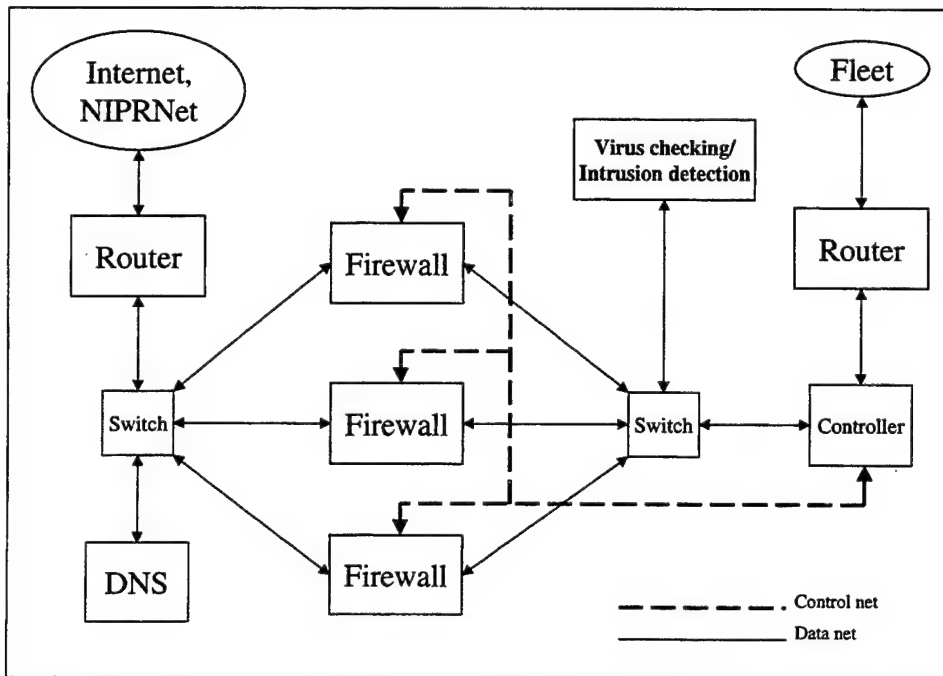 Internet,
NIPRNet
Fleet
Virus checking/
Intrusion detection
Router
Firewall
Router
Switch
Firewall
Switch
Controller
DNS
Firewall
Control net
Data net